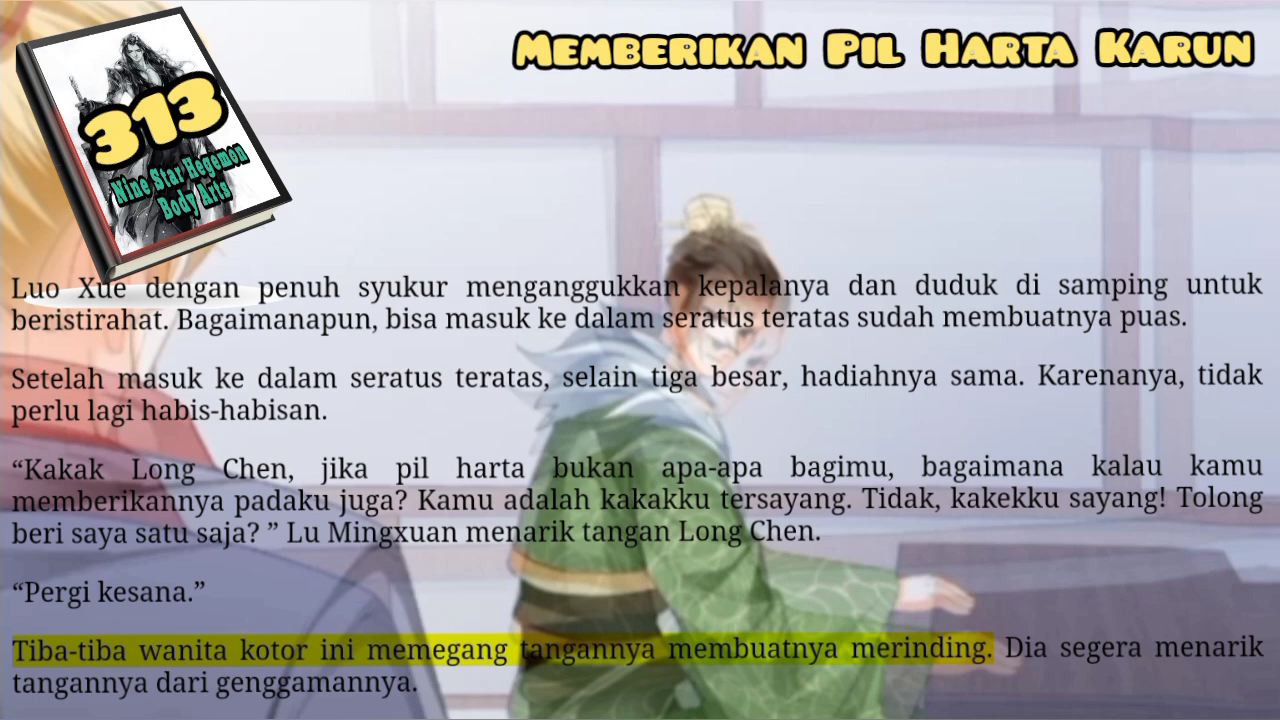 Memberikan Pil Harta Karun
313
Nine Star Hegemon
Body Arts
Luo Xue dengan penuh syukur menganggukkan kepalanya dan duduk di samping untuk
beristirahat. Bagaimanapun, bisa masuk ke dalam seratus teratas sudah membuatnya puas.
Setelah masuk ke dalam seratus teratas, selain tiga besar, hadiahnya sama. Karenanya, tidak
perlu lagi habis-habisan.
“Kakak Long Chen, jika pil harta bukan apa-apa bagimu, bagaimana kalau kamu
memberikannya padaku juga? Kamu adalah kakakku tersayang. Tidak, kakekku sayang! Tolong
beri saya satu saja? ” Lu Mingxuan menarik tangan Long Chen.
“Pergi kesana.”
Tiba-tiba wanita kotor ini memegang tangannya membuatnya merinding. Dia segera menarik
tangannya dari genggamannya.